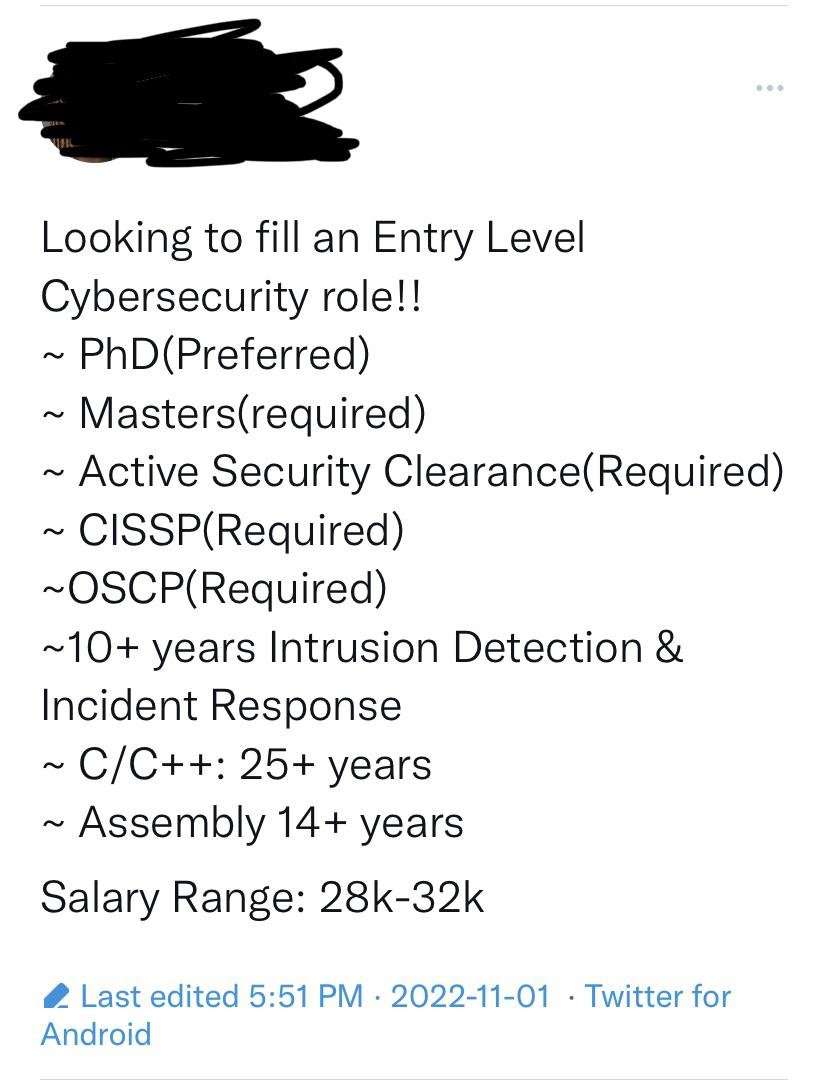 Looking to fill an Entry Level
Cybersecurity role!!
~ PhD(Preferred)
~ Masters(required)
~ Active Security Clearance(Required)
~ CISSP(Required)
~OSCP(Required)
~10+ years Intrusion Detection &
Incident Response
~ C/C++: 25+ years
~ Assembly 14+ years
Salary Range: 28k-32k
Last edited 5:51 PM · 2022-11-01 · Twitter for
Android